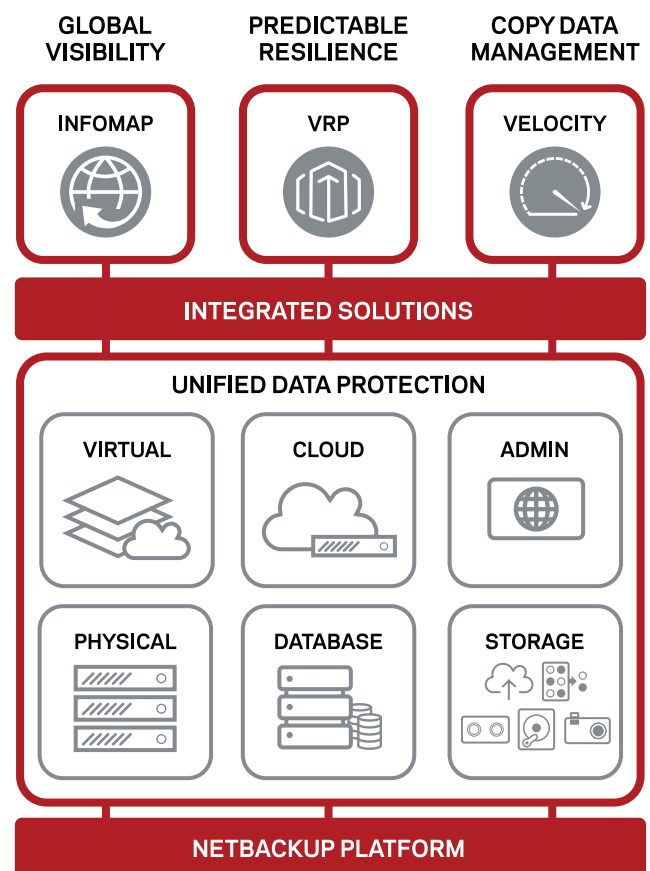 GLOBAL
VISIBILITY
PREDICTABLE
RESILIENCE
COPY DATA
MANAGEMENT
INFOMAP
VRP
VELOCITY
INTEGRATED SOLUTIONS
UNIFIED DATA PROTECTION
VIRTUAL
CLOUD
ADMIN
PHYSICAL
DATABASE
STORAGE
NETBACKUP PLATFORM